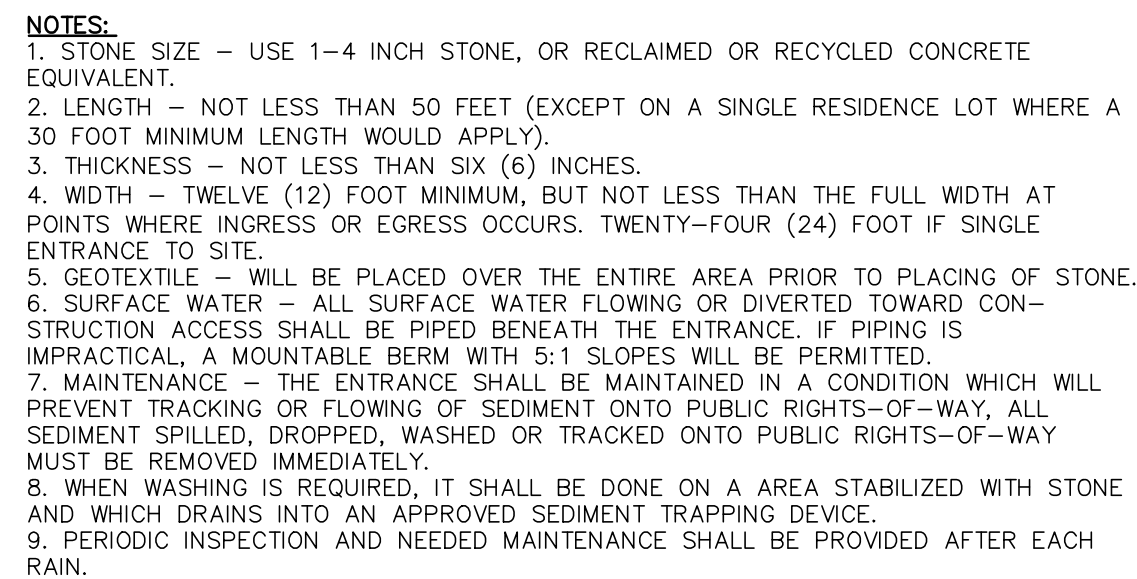 NOTES:
1. STONE SIZE – USE 1–4 INCH STONE, OR RECLAIMED OR RECYCLED CONCRETE
EQUIVALENT.
2. LENGTH – NOT LESS THAN 50 FEET (EXCEPT ON A SINGLE RESIDENCE LOT WHERE A
30 FOOT MINIMUM LENGTH WOULD APPLY).
3. THICKNESS – NOT LESS THAN SIX (6) INCHES.
4. WIDTH – TWELVE (12) FOOT MINIMUM, BUT NOT LESS THAN THE FULL WIDTH AT
POINTS WHERE INGRESS OR EGRESS OCCURS. TWENTY–FOUR (24) FOOT IF SINGLE
ENTRANCE TO SITE.
5. GEOTEXTILE – WILL BE PLACED OVER THE ENTIRE AREA PRIOR TO PLACING OF STONE.
6. SURFACE WATER – ALL SURFACE WATER FLOWING OR DIVERTED TOWARD CON–
STRUCTION ACCESS SHALL BE PIPED BENEATH THE ENTRANCE. IF PIPING IS
IMPRACTICAL, A MOUNTABLE BERM WITH 5:1 SLOPES WILL BE PERMITTED.
7. MAINTENANCE – THE ENTRANCE SHALL BE MAINTAINED IN A CONDITION WHICH WILL
PREVENT TRACKING OR FLOWING OF SEDIMENT ONTO PUBLIC RIGHTS–OF–WAY, ALL
SEDIMENT SPILLED, DROPPED, WASHED OR TRACKED ONTO PUBLIC RIGHTS–OF–WAY
MUST BE REMOVED IMMEDIATELY.
8. WHEN WASHING IS REQUIRED, IT SHALL BE DONE ON A AREA STABILIZED WITH STONE
AND WHICH DRAINS INTO AN APPROVED SEDIMENT TRAPPING DEVICE.
9. PERIODIC INSPECTION AND NEEDED MAINTENANCE SHALL BE PROVIDED AFTER EACH
RAIN.